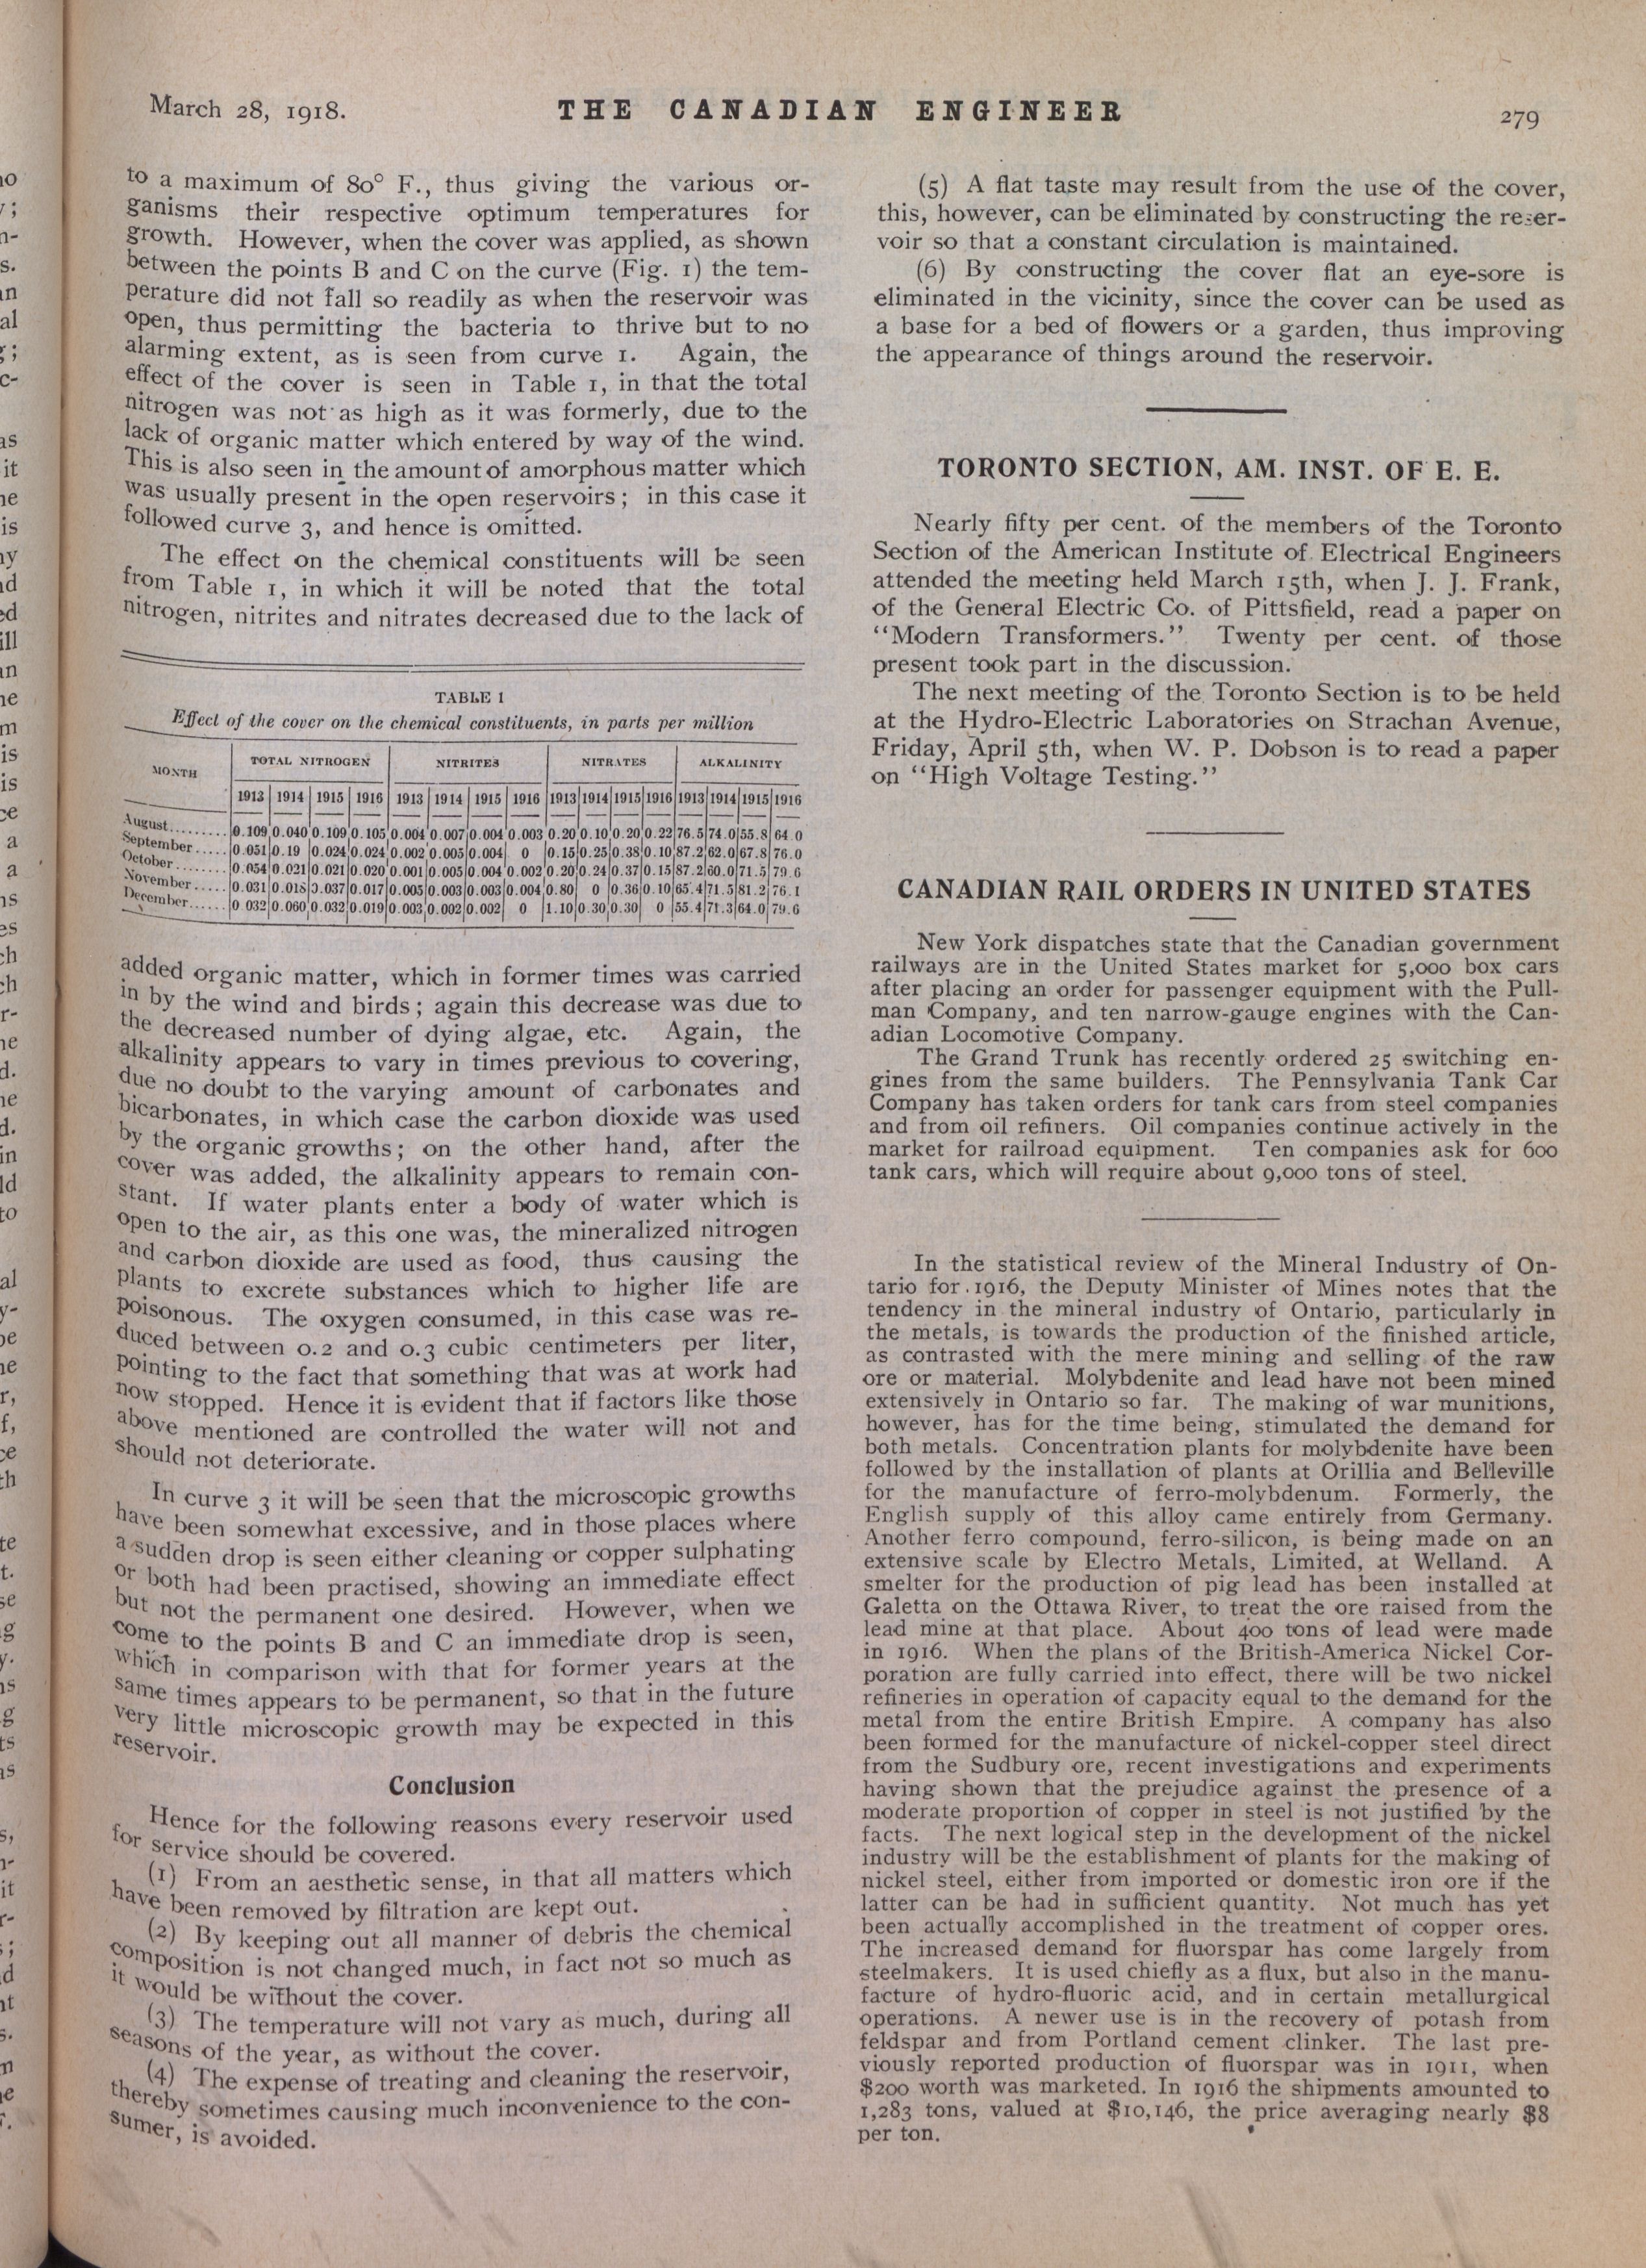 March 28, 1918.
THE CANADIAN ENGINEER
279
to a maximum of 80° F., thus giving the various or-
ganisms their respective optimum temperatures for
growth. However, when the cover was applied, as shown
between the points B and C on the curve (Fig. 1) the tem-
perature did not fall so readily as when the reservoir was
open, thus permitting the bacteria to thrive but to no
alarming extent, as is seen from curve 1. Again, the
effect of the cover is seen in Table 1, in that the total
nitrogen was not as high as it was formerly, due to the
lack of organic matter which entered by way of the wind.
This is also seen in the amount of amorphous matter which
was usually present in the open reservoirs; in this case it
followed curve 3, and hence is omitted.
The effect on the chemical constituents will be seen
from Table 1, in which it will be noted that the total
nitrogen, nitrites and nitrates decreased due to the lack of
TABLE 1
Effect of the cover on the chemical constituents, in parts per million
MONTH TOTAL NITROGEN NITRITES NITRATES ALKALINITY
1913 1914 1915 1916 1913 1914 1915 1916 1913 1914 1915 1916 1913 1914 1915 1916
August......... 0.109 0.040 0.109 0.105 0.004 0.007 0.004 0.003 0.20 0.10 0.20 0.22 76.5 74.0 55.8 64.0
September..... 0.051 0.19 0.024 0.024 0.002 0.005 0.004 0 0.15 0.25 0.38 0.10 87.2 62.0 67.8 76.0
October........ 0.054 0.021 0.021 0.020 0.001 0.005 0.004 0.002 0.20 0.24 0.37 0.15 87.2 60.0 71.5 79.6
November..... 0.031 0.018 0.037 0.017 0.005 0.003 0.003 0.004 0.80 0 0.36 0.10 65.4 71.5 81.2 76.1
December...... 0 032 0.060 0.032 0.019 0.003 0.002 0.002 0 1.10 0.30 0.30 0 55.4 71.3 64.0 79.6
added organic matter, which in former times was carried
in by the wind and birds; again this decrease was due to
the decreased number of dying algae, etc. Again, the
alkalinity appears to vary in times previous to covering,
due no doubt to the varying amount of carbonates and
bicarbonates, in which case the carbon dioxide was used
by the organic growths; on the other hand, after the
cover was added, the alkalinity appears to remain con-
stant. If water plants enter a body of water which is
open to the air, as this one was, the mineralized nitrogen
and carbon dioxide are used as food, thus causing the
plants to excrete substances which to higher life are
poisonous. The oxygen consumed, in this case was re-
duced between 0.2 and 0.3 cubic centimeters per liter,
pointing to the fact that something that was at work had
now stopped. Hence it is evident that if factors like those
above mentioned are controlled the water will not and
should not deteriorate.
In curve 3 it will be seen that the microscopic growths
have been somewhat excessive, and in those places where
a sudden drop is seen either cleaning or copper sulphating
or both had been practised, showing an immediate effect
but not the permanent one desired. However, when we
come to the points B and C an immediate drop is seen,
which in comparison with that for former years at the
same times appears to be permanent, so that in the future
very little microscopic growth may be expected in this
reservoir.
Conclusion
Hence for the following reasons every reservoir used
for service should be covered.
(1) From an aesthetic sense, in that all matters which
have been removed by filtration are kept out.
(2) By keeping out all manner of debris the chemical
composition is not changed much, in fact not so much as
it would be without the cover.
(3) The temperature will not vary as much, during all
seasons of the year, as without the cover.
(4) The expense of treating and cleaning the reservoir,
thereby sometimes causing much inconvenience to the con-
sumer, is avoided.
(5) A flat taste may result from the use of the cover,
this, however, can be eliminated by constructing the reser-
voir so that a constant circulation is maintained.
(6) By constructing the cover flat an eye-sore is
eliminated in the vicinity, since the cover can be used as
a base for a bed of flowers or a garden, thus improving
the appearance of things around the reservoir.
TORONTO SECTION, AM. INST. OF E. E.
Nearly fifty per cent. of the members of the Toronto
Section of the American Institute of Electrical Engineers
attended the meeting held March 15th, when J. J. Frank,
of the General Electric Co. of Pittsfield, read a paper on
"Modern Transformers." Twenty per cent. of those
present took part in the discussion.
The next meeting of the Toronto Section is to be held
at the Hydro-Electric Laboratories on Strachan Avenue,
Friday, April 5th, when W. P. Dobson is to read a paper
on "High Voltage Testing."
CANADIAN RAIL ORDERS IN UNITED STATES
New York dispatches state that the Canadian government
railways are in the United States market for 5,000 box cars
after placing an order for passenger equipment with the Pull-
man Company, and ten narrow-gauge engines with the Can-
adian Locomotive Company.
The Grand Trunk has recently ordered 25 switching en-
gines from the same builders. The Pennsylvania Tank Car
Company has taken orders for tank cars from steel companies
and from oil refiners. Oil companies continue actively in the
market for railroad equipment. Ten companies ask for 600
tank cars, which will require about 9,000 tons of steel.
In the statistical review of the Mineral Industry of On-
tario for 1916, the Deputy Minister of Mines notes that the
tendency in the mineral industry of Ontario, particularly in
the metals, is towards the production of the finished article,
as contrasted with the mere mining and selling of the raw
ore or material. Molybdenite and lead have not been mined
extensively in Ontario so far. The making of war munitions,
however, has for the time being, stimulated the demand for
both metals. Concentration plants for molybdenite have been
followed by the installation of plants at Orillia and Belleville
for the manufacture of ferro-molybdenum. Formerly, the
English supply of this alloy came entirely from Germany.
Another ferro compound, ferro-silicon, is being made on an
extensive scale by Electro Metals, Limited, at Welland. A
smelter for the production of pig lead has been installed at
Galetta on the Ottawa River, to treat the ore raised from the
lead mine at that place. About 400 tons of lead were made
in 1916. When the plans of the British-America Nickel Cor-
poration are fully carried into effect, there will be two nickel
refineries in operation of capacity equal to the demand for the
metal from the entire British Empire. A company has also
been formed for the manufacture of nickel-copper steel direct
from the Sudbury ore, recent investigations and experiments
having shown that the prejudice against the presence of a
moderate proportion of copper in steel is not justified by the
facts. The next logical step in the development of the nickel
industry will be the establishment of plants for the making of
nickel steel, either from imported or domestic iron ore if the
latter can be had in sufficient quantity. Not much has yet
been actually accomplished in the treatment of copper ores.
The increased demand for fluorspar has come largely from
steelmakers. It is used chiefly as a flux, but also in the manu-
facture of hydro-fluoric acid, and in certain metallurgical
operations. A newer use is in the recovery of potash from
feldspar and from Portland cement clinker. The last pre-
viously reported production of fluorspar was in 1911, when
$200 worth was marketed. In 1916 the shipments amounted to
1,283 tons, valued at $10,146, the price averaging nearly $8
per ton.